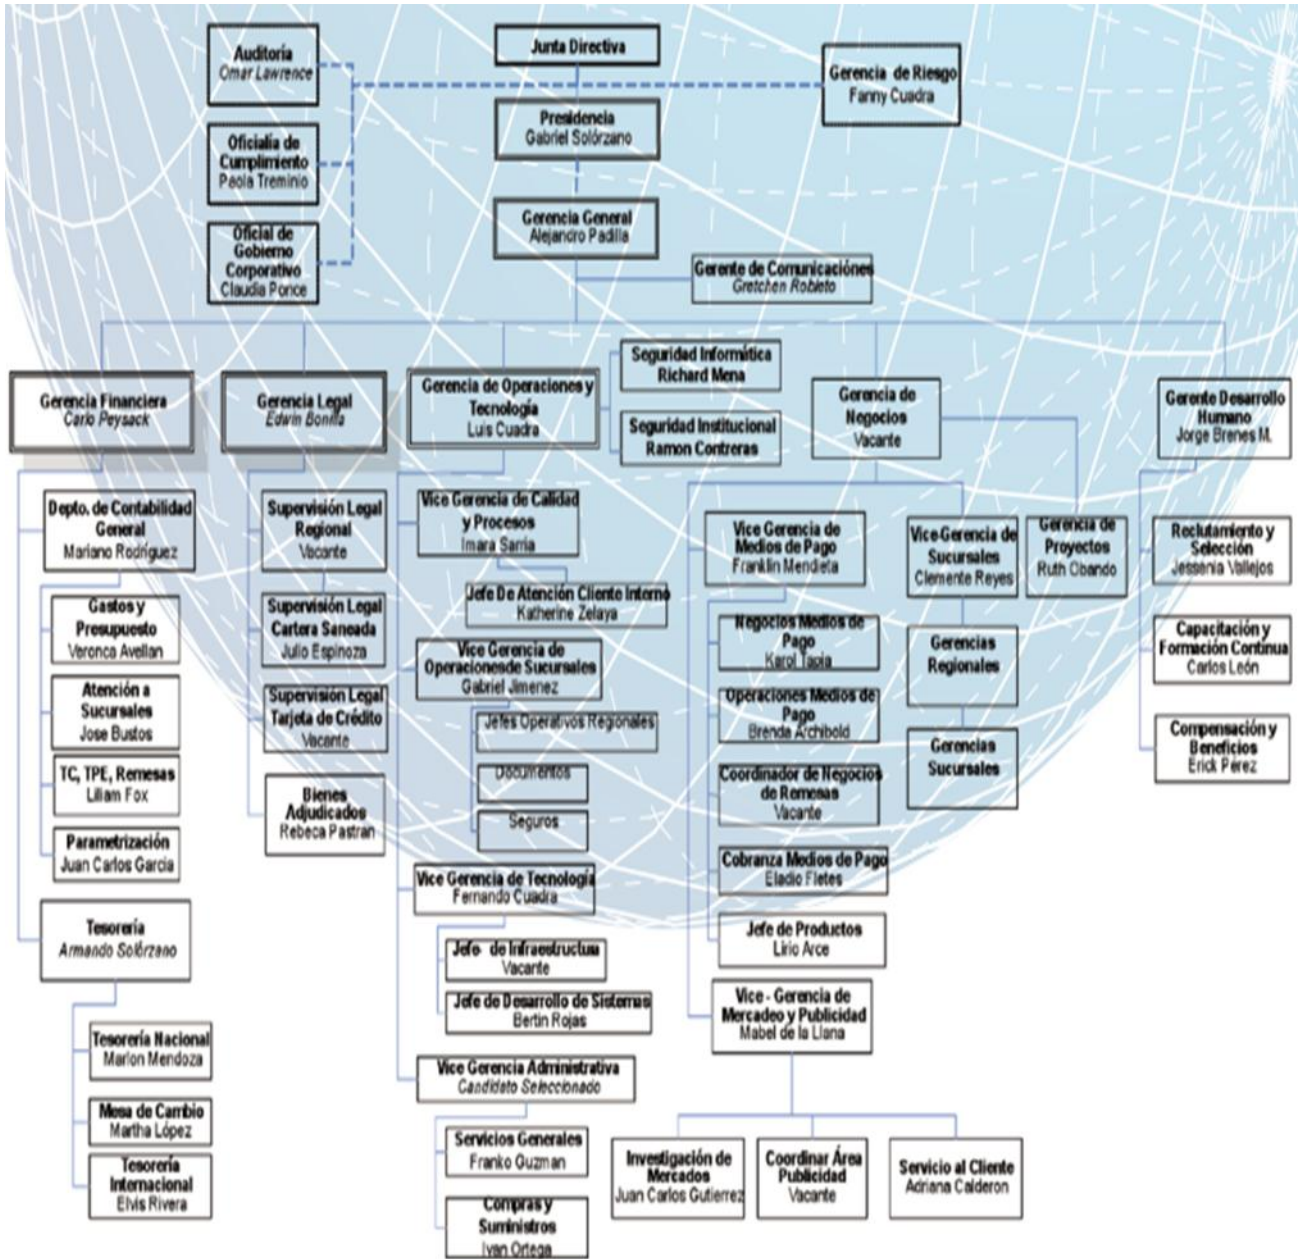 Auditoría
Omar Lawrence
Junta Directiva
Gerencia de Riesgo
Fanny Cuadra
Presidencia
Gabriel Solórzano
Oficialía de
Cumplimiento
Paola Treminio
Gerencia General
Alejandro Padilla
Oficial de
Gobierno
Corporativo
Claudia Ponce
Gerente de Comunicaciónes
Gretchen Robleto
Gerencia Financiera
Carlo Peysack
Gerencia Legal
Edwin Bonilla
Gerencia de Operaciones y
Tecnología
Luis Cuadra
Seguridad Informática
Richard Mena
Seguridad Institucional
Ramon Contreras
Gerencia de
Negocios
Vacante
Gerente Desarrollo
Humano
Jorge Brenes M.
Depto. de Contabilidad
General
Mariano Rodríguez
Gastos y
Presupuesto
Veronca Avellan
Atención a
Sucursales
Jose Bustos
TC, TPE, Remesas
Liliam Fox
Parametrización
Juan Carlos Garcia
Tesorería
Armando Solórzano
Tesorería Nacional
Marlon Mendoza
Mesa de Cambio
Martha López
Tesorería
Internacional
Elvis Rivera
Supervisión Legal
Regional
Vacante
Supervisión Legal
Cartera Saneada
Julio Espinoza
Supervisión Legal
Tarjeta de Crédito
Vacante
Bienes
Adjudicados
Rebeca Pastran
Vice Gerencia de Calidad
y Procesos
Imara Sarria
Jefe De Atención Cliente Interno
Katherine Zelaya
Vice Gerencia de
Operacionesde Sucursales
Gabriel Jimenez
Jefes Operativos Regionales
Documentos
Seguros
Vice Gerencia de Tecnología
Fernando Cuadra
Jefe de Infraestructura
Vacante
Jefe de Desarrollo de Sistemas
Bertin Rojas
Vice Gerencia Administrativa
Candidato Seleccionado
Servicios Generales
Franko Guzman
Compras y
Suministros
Ivan Ortega
Vice Gerencia de
Medios de Pago
Franklin Mendieta
Negocios Medios de
Pago
Karol Tapia
Operaciones Medios de
Pago
Brenda Archibold
Coordinador de Negocios
de Remesas
Vacante
Cobranza Medios de Pago
Eladio Fletes
Jefe de Productos
Lirio Arce
Vice - Gerencia de
Mercadeo y Publicidad
Mabel de la Llana
Investigación de
Mercados
Juan Carlos Gutierrez
Coordinar Área
Publicidad
Vacante
Servicio al Cliente
Adriana Calderon
Vice-Gerencia de
Sucursales
Clemente Reyes
Gerencias
Regionales
Gerencias
Sucursales
Gerencia de
Proyectos
Ruth Obando
Reclutamiento y
Selección
Jessenia Vallejos
Capacitación y
Formación Continua
Carlos León
Compensación y
Beneficios
Erick Pérez